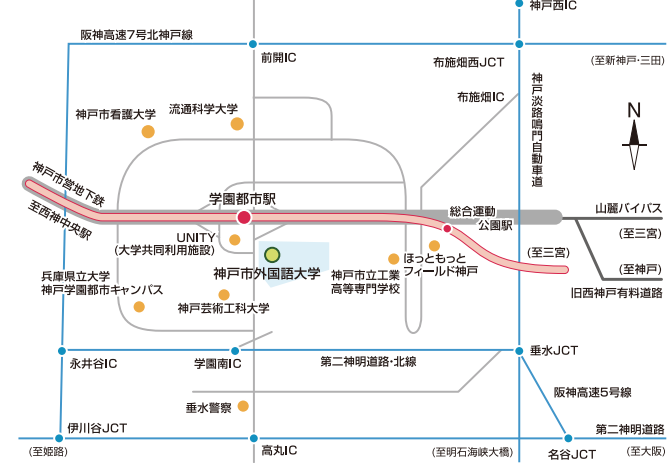 神戸西IC
阪神高速7号北神戸線
前開IC
布施畑西JCT
(至新神戸・三田)
布施畑IC
神戸淡路鳴門自動車道
N
神戸市看護大学
流通科学大学
神戸市営地下鉄
至西神中央駅
学園都市駅
総合運動
公園駅
山麓バイパス
(至三宮)
UNITY
(大学共同利用施設)
(至三宮)
ほっともっと
フィールド神戸
(至神戸)
旧西神戸有料道路
神戸市外国語大学
神戸市立工業
高等専門学校
兵庫県立大学
神戸学園都市キャンパス
神戸芸術工科大学
永井谷IC
学園南IC
第二神明道路・北線
垂水JCT
阪神高速5号線
垂水警察
伊川谷JCT
(至姫路)
高丸IC
(至明石海峡大橋)
名谷JCT
第二神明道路
(至大阪)